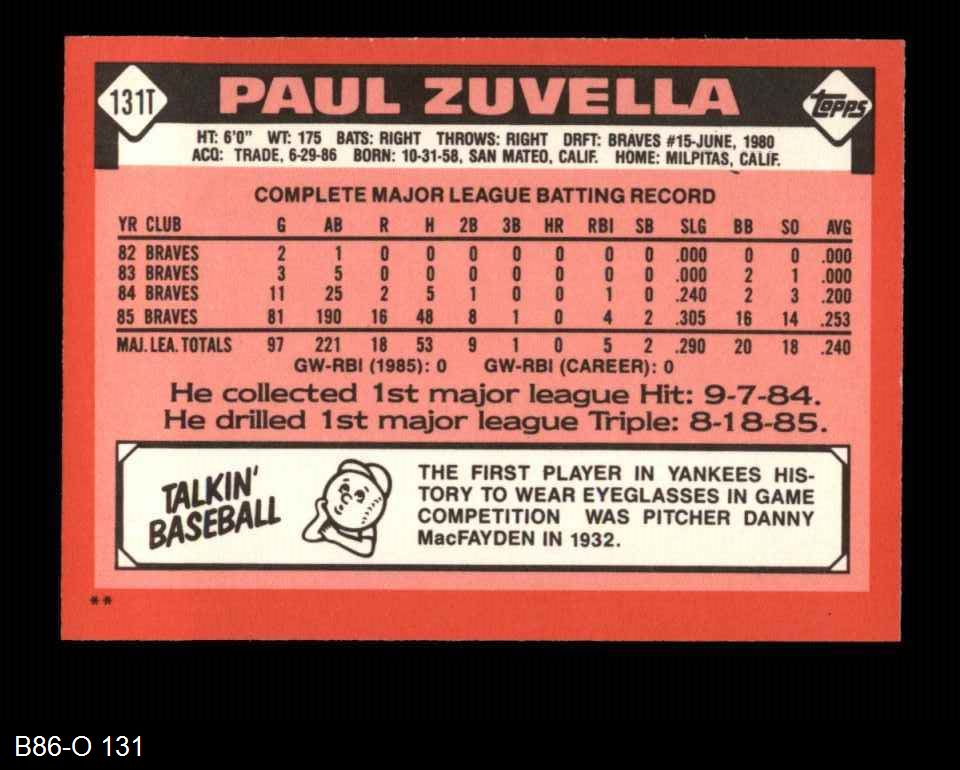 131T PAUL ZUVELLA TOPPS
HT: 6'0" WT: 175 BATS: RIGHT THROWS: RIGHT DRFT: BRAVES #15-JUNE, 1980
ACQ: TRADE, 6-29-86 BORN: 10-31-58, SAN MATEO, CALIF. HOME: MILPITAS, CALIF.
COMPLETE MAJOR LEAGUE BATTING RECORD
YR CLUB G AB R H 2B 3B HR RBI SB SLG BB SO AVG
82 BRAVES 2 1 0 0 0 0 0 0 0 .000 0 0 .000
83 BRAVES 3 5 0 0 0 0 0 0 0 .000 2 1 .000
84 BRAVES 11 25 2 5 1 0 0 1 0 .240 2 3 .200
85 BRAVES 81 190 16 48 8 1 0 4 2 .305 16 14 .253
MAJ. LEA. TOTALS 97 221 18 53 9 1 0 5 2 .290 20 18 .240
GW-RBI (1985): 0 GW-RBI (CAREER): 0
He collected 1st major league Hit: 9-7-84.
He drilled 1st major league Triple: 8-18-85.
TALKIN'
BASEBALL
THE FIRST PLAYER IN YANKEES HIS-
TORY TO WEAR EYEGLASSES IN GAME
COMPETITION WAS PITCHER DANNY
MacFAYDEN IN 1932.
**
B86-O 131